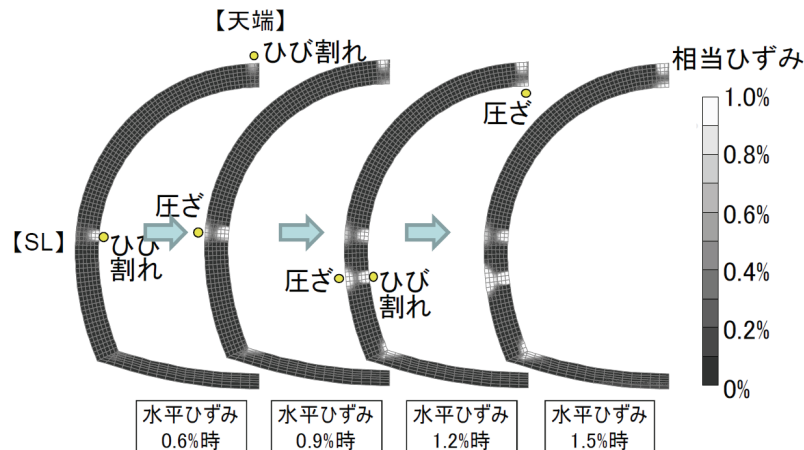 【天端】
ひび割れ
相当ひずみ
1.0%
圧ざ
0.8%
圧ざ
0.6%
【SL】
ひび
割れ
0.4%
圧ざ
ひび
割れ
0.2%
0%
水平ひずみ
0.6%時
水平ひずみ
0.9%時
水平ひずみ
1.2%時
水平ひずみ
1.5%時